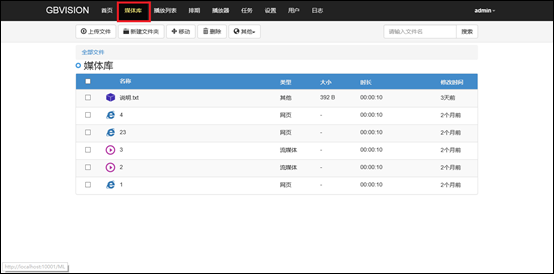 GBVISION 首页 媒体库 播放列表 排期 播放器 任务 设置 用户 日志 admin
上传文件 新建文件夹 移动 删除 其他 请输入文件名 搜索
全部文件
媒体库
名称 类型 大小 时长 修改时间
说明.txt 其他 392 B 00:00:10 3天前
4 网页 - 00:00:10 2个月前
23 网页 - 00:00:10 2个月前
3 流媒体 - 00:00:10 2个月前
2 流媒体 - 00:00:10 2个月前
1 网页 - 00:00:10 2个月前
http://localhost:10001/ML